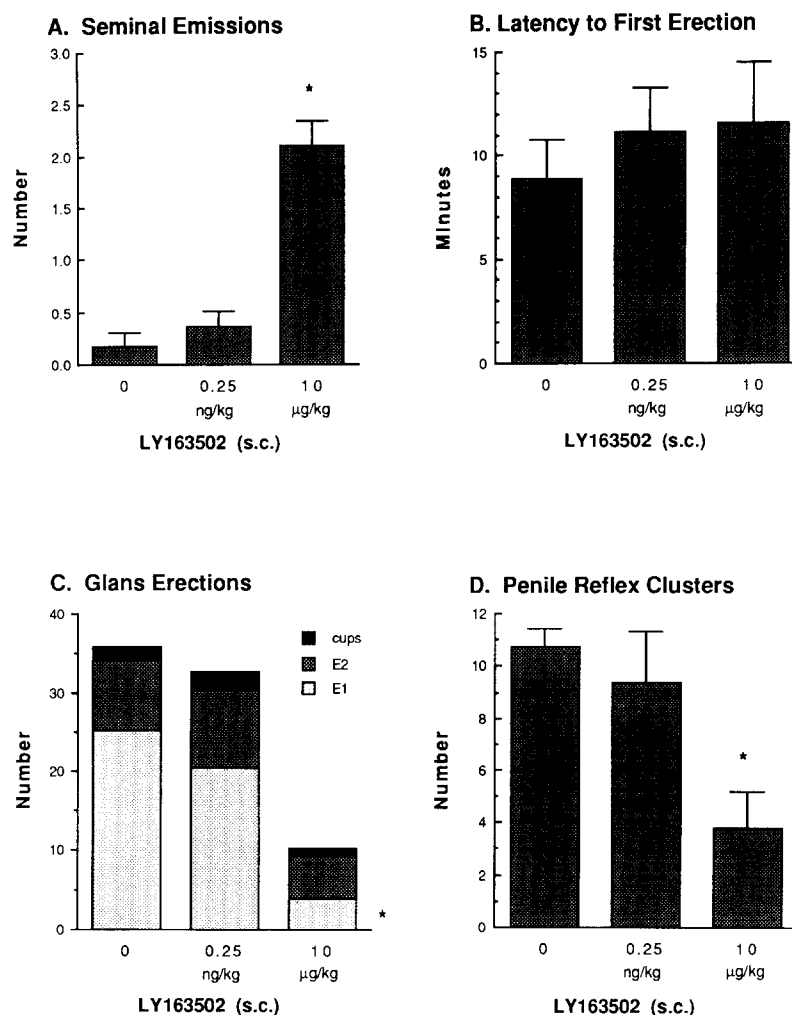 A. Seminal Emissions
3.0
2.5
2.0
1.5
1.0
0.5
0.0
Number
*
0
0.25
10
ng/kg
µg/kg
LY163502 (s.c.)
B. Latency to First Erection
15
10
5
0
Minutes
0
0.25
10
ng/kg
µg/kg
LY163502 (s.c.)
C. Glans Erections
40
30
20
10
0
Number
cups
E2
E1
*
0
0.25
10
ng/kg
µg/kg
LY163502 (s.c.)
D. Penile Reflex Clusters
12
10
8
6
4
2
0
Number
*
0
0.25
10
ng/kg
µg/kg
LY163502 (s.c.)